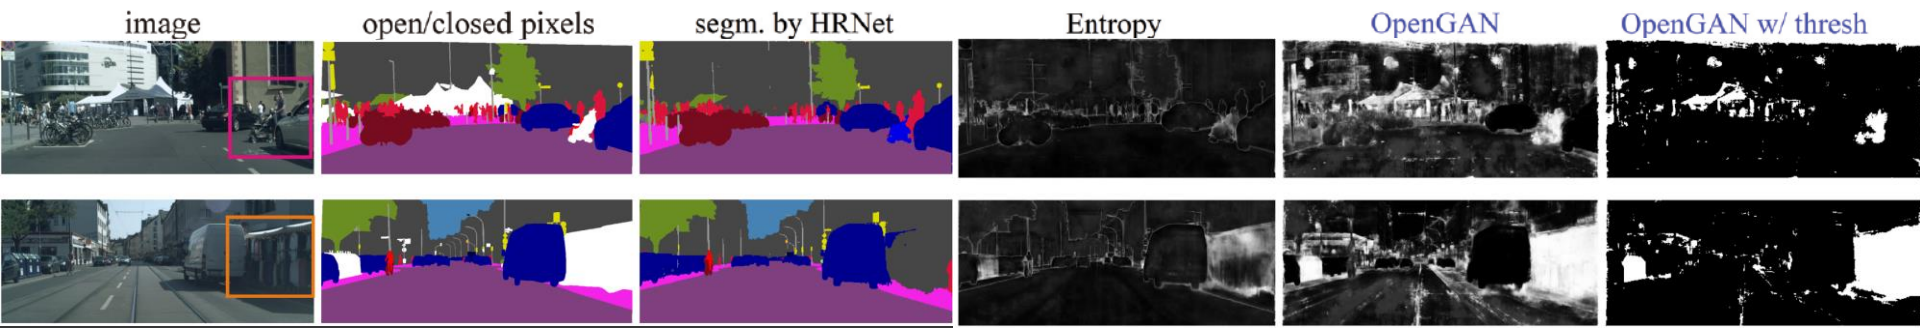 image
open/closed pixels
segm. by HRNet
Entropy
OpenGAN
OpenGAN w/ thresh